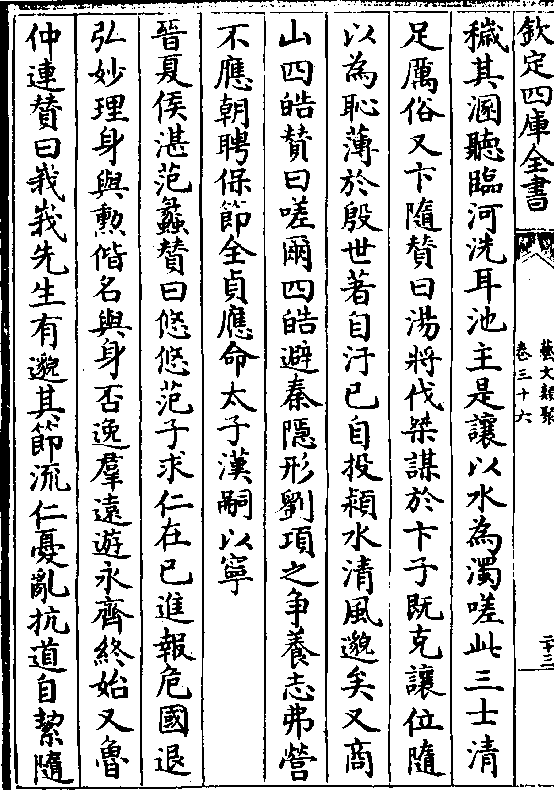 欽定四庫全書
藝文類聚
卷三十六
二十三
穢其溷聽臨河洗耳池主是讓以水為濁嗟此三士清
足厲俗又卞隨賛曰湯將伐桀謀於卞子既克讓位隨
以為恥薄於殷世著自汙已自投潁水清風邈矣又商
山四皓賛曰嗟爾四皓避秦隱形劉項之争養志弗營
不應朝聘保節全貞應命太子漢嗣以寧
晉夏侯湛范蠡賛曰悠悠范子求仁在已進報危國退
弘妙理身與勲偕名與身否逸羣遠遊永齊終始又魯
仲連賛曰峩峩先生有邈其節流仁憂亂抗道自絜隨